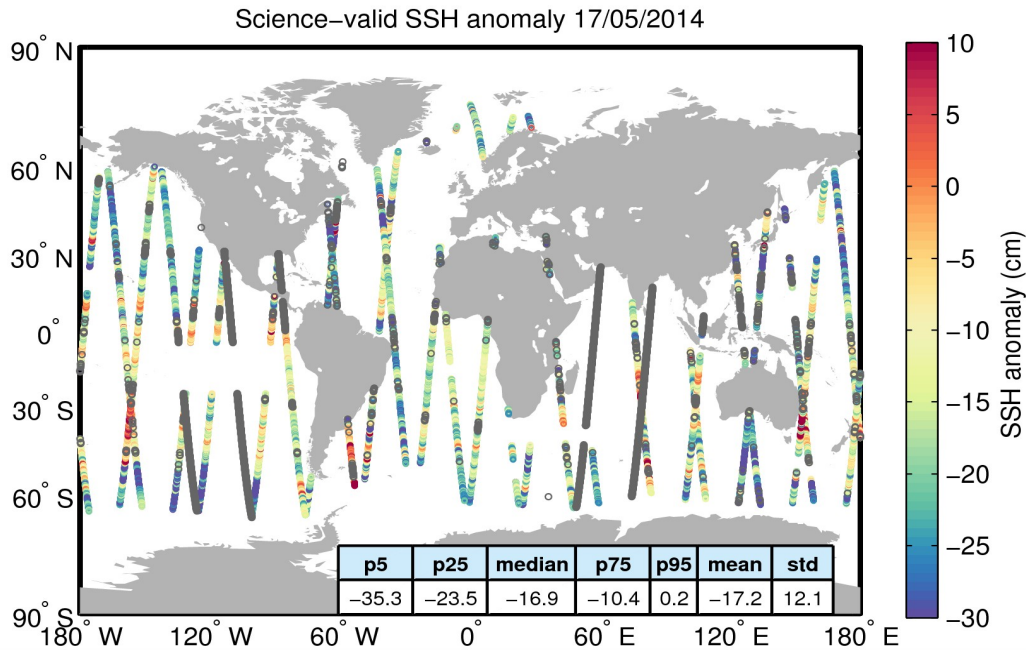 Science−valid SSH anomaly 17/05/2014
90° N
60° N
30° N
0°
30° S
60° S
90° S
180° W
120° W
60° W
0°
60° E
120° E
180° E
p5 p25 median p75 p95 mean std
−35.3 −23.5 −16.9 −10.4 0.2 −17.2 12.1
10
5
0
−5
−10
−15
−20
−25
−30
SSH anomaly (cm)